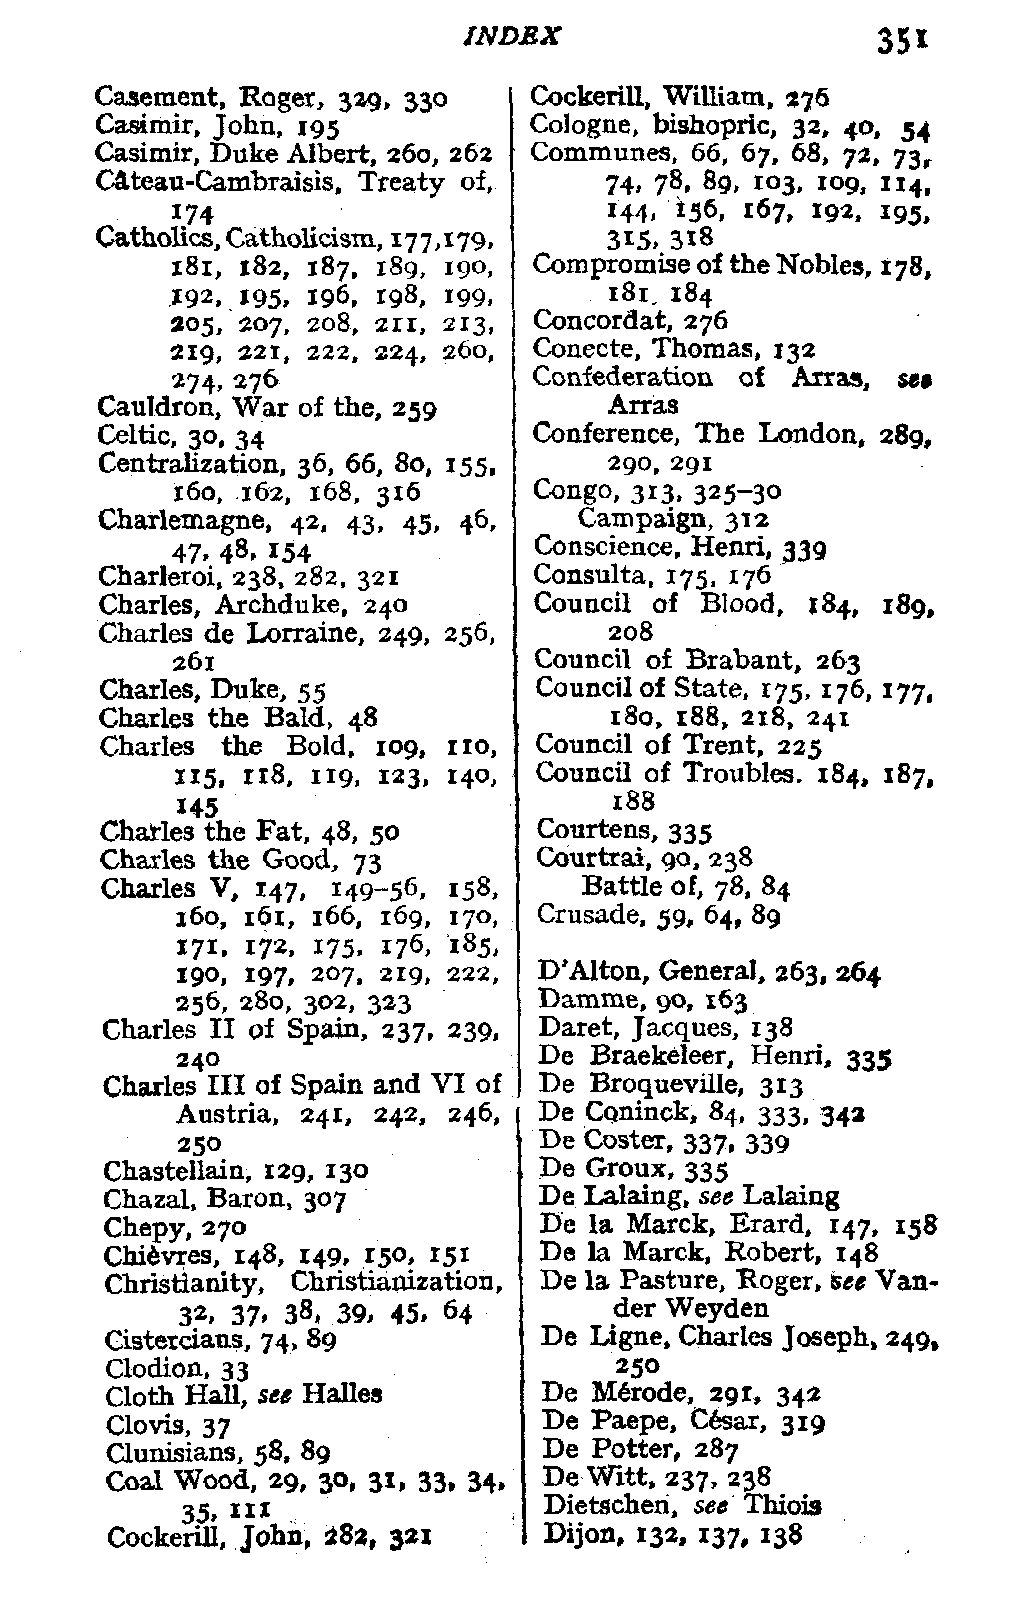 INDEX 351
Casement, Roger, 329, 330
Casimir, John, 195
Casimir, Duke Albert, 260, 262
Câteau-Cambraisis, Treaty of,
174
Catholics, Catholicism, 177, 179,
181, 182, 187, 189, 190,
192, 195, 196, 198, 199,
205, 207, 208, 211, 213,
219, 221, 222, 224, 260,
274, 276
Cauldron, War of the, 259
Celtic, 30, 34
Centralization, 36, 66, 80, 155,
160, 162, 168, 316
Charlemagne, 42, 43, 45, 46,
47, 48, 154
Charleroi, 238, 282, 321
Charles, Archduke, 240
Charles de Lorraine, 249, 256,
261
Charles, Duke, 55
Charles the Bald, 48
Charles the Bold, 109, 110,
115, 118, 119, 123, 140,
145
Charles the Fat, 48, 50
Charles the Good, 73
Charles V, 147, 149–56, 158,
160, 161, 166, 169, 170,
171, 172, 175, 176, 185,
190, 197, 207, 219, 222,
256, 280, 302, 323
Charles II of Spain, 237, 239,
240
Charles III of Spain and VI of
Austria, 241, 242, 246,
250
Chastellain, 129, 130
Chazal, Baron, 307
Chepy, 270
Chièvres, 148, 149, 150, 151
Christianity, Christianization,
32, 37, 38, 39, 45, 64
Cistercians, 74, 89
Clodion, 33
Cloth Hall, see Halles
Clovis, 37
Clunisians, 58, 89
Coal Wood, 29, 30, 31, 33, 34,
35, 111
Cockerill, John, 282, 321
Cockerill, William, 276
Cologne, bishopric, 32, 40, 54
Communes, 66, 67, 68, 72, 73,
74, 78, 89, 103, 109, 114,
144, 156, 167, 192, 195,
315, 318
Compromise of the Nobles, 178,
181, 184
Concordat, 276
Conecte, Thomas, 132
Confederation of Arras, see
Arras
Conference, The London, 289,
290, 291
Congo, 313, 325–30
Campaign, 312
Conscience, Henri, 339
Consulta, 175, 176
Council of Blood, 184, 189,
208
Council of Brabant, 263
Council of State, 175, 176, 177,
180, 188, 218, 241
Council of Trent, 225
Council of Troubles. 184, 187,
188
Courtens, 335
Courtrai, 90, 238
Battle of, 78, 84
Crusade, 59, 64, 89
D'Alton, General, 263, 264
Damme, 90, 163
Daret, Jacques, 138
De Braekeleer, Henri, 335
De Broqueville, 313
De Coninck, 84, 333, 342
De Coster, 337, 339
De Groux, 335
De Lalaing, see Lalaing
De la Marck, Erard, 147, 158
De la Marck, Robert, 148
De la Pasture, Roger, see Van-
der Weyden
De Ligne, Charles Joseph, 249,
250
De Mérode, 291, 342
De Paepe, César, 319
De Potter, 287
De Witt, 237, 238
Dietschen, see Thiois
Dijon, 132, 137, 138